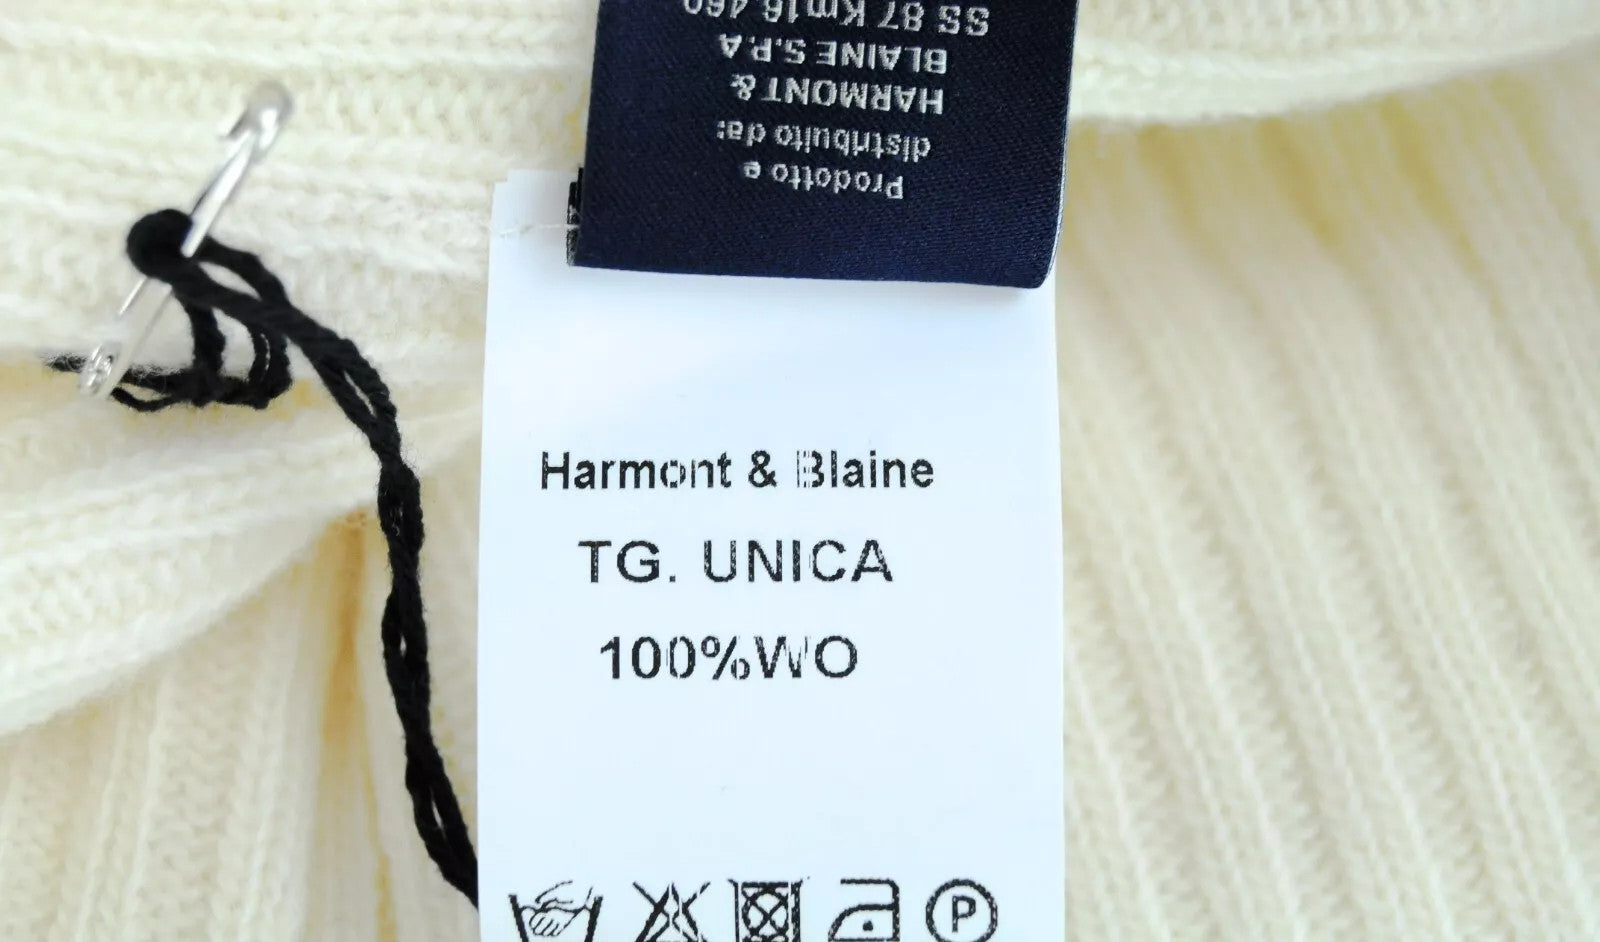 Prodotto e
distribuito da:
HARMONT &
BLAINE S.P.A
SS 87 Km16,460
Harmont & Blaine
TG. UNICA
100%WO
P